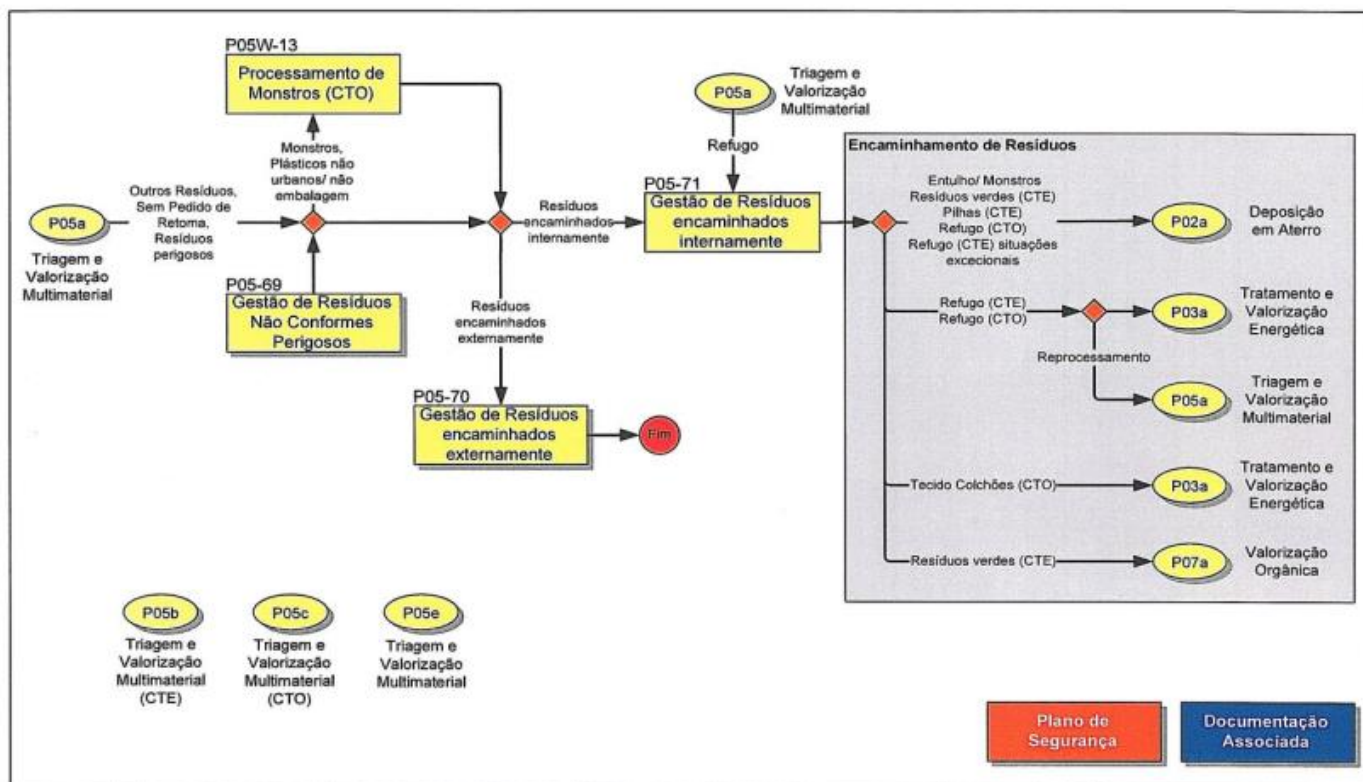 P05W-13
Processamento de
Monstros (CTO)
P05a
Triagem e
Valorização
Multimaterial
Monstros,
Plásticos não
urbanos/ não
embalagem
Refugo
Encaminhamento de Resíduos
P05a
Triagem e
Valorização
Multimaterial
Outros Resíduos,
Sem Pedido de
Retoma,
Resíduos
perigosos
P05-69
Gestão de Resíduos
Não Conformes
Perigosos
Resíduos
encaminhados
internamente
P05-71
Gestão de Resíduos
encaminhados
internamente
Resíduos
encaminhados
externamente
P05-70
Gestão de Resíduos
encaminhados
externamente
Fim
Entulho/ Monstros
Resíduos verdes (CTE)
Pilhas (CTE)
Refugo (CTO)
Refugo (CTE) situações
excecionais
P02a
Deposição
em Aterro
Refugo (CTE)
Refugo (CTO)
P03a
Tratamento e
Valorização
Energética
Reprocessamento
P05a
Triagem e
Valorização
Multimaterial
Tecido Colchões (CTO)
P03a
Tratamento e
Valorização
Energética
Resíduos verdes (CTE)
P07a
Valorização
Orgânica
P05b
Triagem e
Valorização
Multimaterial
(CTE)
P05c
Triagem e
Valorização
Multimaterial
(CTO)
P05e
Triagem e
Valorização
Multimaterial
Plano de
Segurança
Documentação
Associada